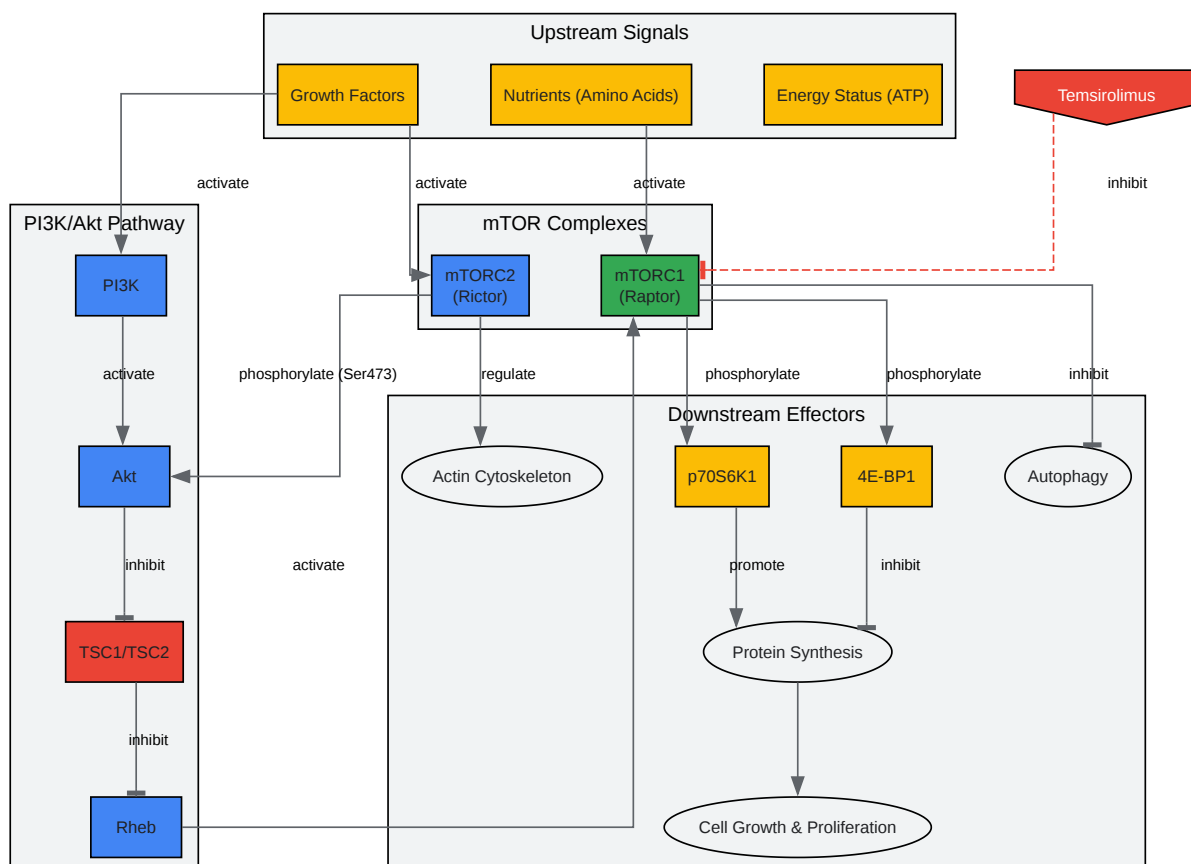 Upstream Signals
Growth Factors
Nutrients (Amino Acids)
Energy Status (ATP)
Temsirolimus
activate
activate
activate
inhibit
PI3K/Akt Pathway
mTOR Complexes
PI3K
mTORC2
(Rictor)
mTORC1
(Raptor)
activate
phosphorylate (Ser473)
regulate
phosphorylate
phosphorylate
inhibit
Downstream Effectors
Akt
Actin Cytoskeleton
p70S6K1
4E-BP1
Autophagy
inhibit
activate
promote
inhibit
TSC1/TSC2
Protein Synthesis
inhibit
Rheb
Cell Growth & Proliferation